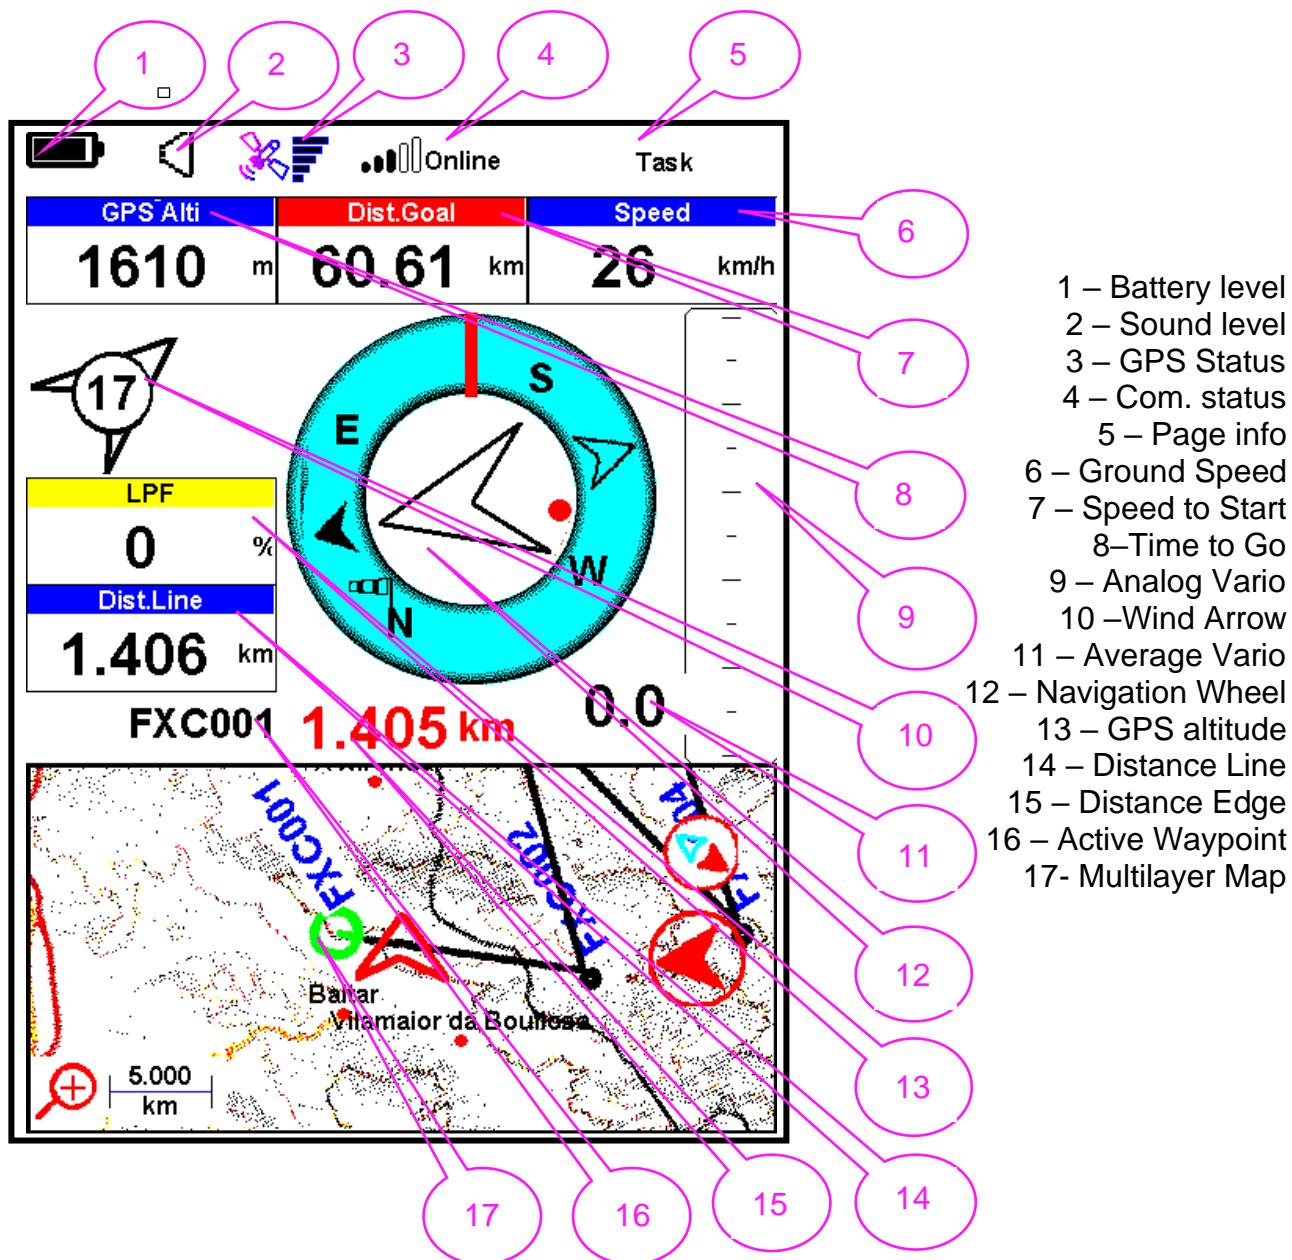 1
2
3
4
5
Online
Task
GPS Alti
Dist.Goal
Speed
1610 m
60.61 km
26 km/h
6
7
8
9
10
11
12
13
14
15
16
17
17
S
E
W
N
LPF
0 %
Dist.Line
1.406 km
FXC001
1.405 km
0.0
FXC001
Baltar
Vilamaior da Boullosa
5.000
km
1 – Battery level
2 – Sound level
3 – GPS Status
4 – Com. status
5 – Page info
6 – Ground Speed
7 – Speed to Start
8–Time to Go
9 – Analog Vario
10 –Wind Arrow
11 – Average Vario
12 – Navigation Wheel
13 – GPS altitude
14 – Distance Line
15 – Distance Edge
16 – Active Waypoint
17- Multilayer Map